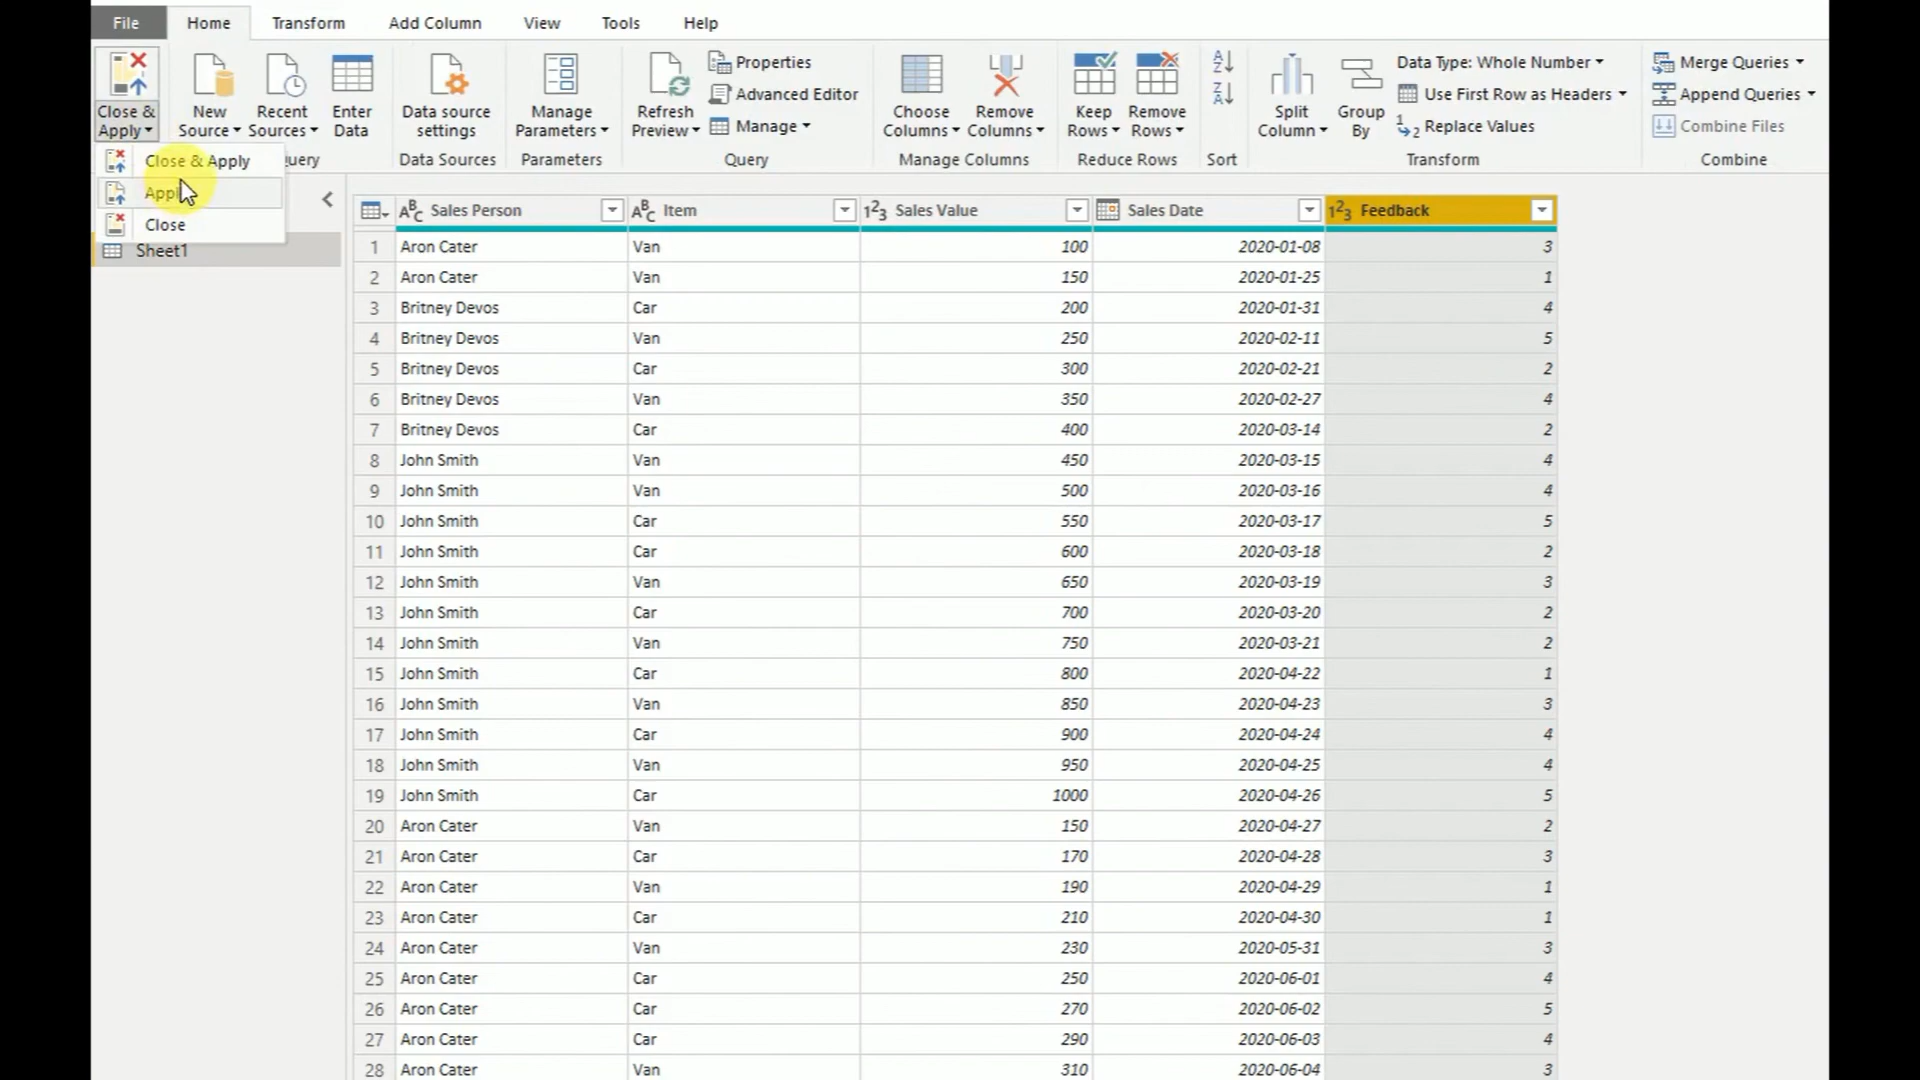 File Home Transform Add Column View Tools Help
Close & Apply New Source Recent Sources Enter Data Data source settings Manage Parameters Refresh Preview Properties Advanced Editor Manage Choose Columns Remove Columns Keep Rows Remove Rows Split Column Group By Data Type: Whole Number Use First Row as Headers Replace Values Merge Queries Append Queries Combine Files
Data Sources Parameters Query Manage Columns Reduce Rows Sort Transform Combine
Close & Apply
Close
Sheet1
Sales Person Item Sales Value Sales Date Feedback
1 Aron Cater Van 100 2020-01-08 3
2 Aron Cater Van 150 2020-01-25 1
3 Britney Devos Car 200 2020-01-31 4
4 Britney Devos Van 250 2020-02-11 5
5 Britney Devos Car 300 2020-02-21 2
6 Britney Devos Van 350 2020-02-27 4
7 Britney Devos Car 400 2020-03-14 2
8 John Smith Van 450 2020-03-15 4
9 John Smith Van 500 2020-03-16 4
10 John Smith Car 550 2020-03-17 5
11 John Smith Car 600 2020-03-18 2
12 John Smith Van 650 2020-03-19 3
13 John Smith Car 700 2020-03-20 2
14 John Smith Van 750 2020-03-21 2
15 John Smith Car 800 2020-04-22 1
16 John Smith Van 850 2020-04-23 3
17 John Smith Car 900 2020-04-24 4
18 John Smith Van 950 2020-04-25 4
19 John Smith Car 1000 2020-04-26 5
20 Aron Cater Van 150 2020-04-27 2
21 Aron Cater Car 170 2020-04-28 3
22 Aron Cater Van 190 2020-04-29 1
23 Aron Cater Car 210 2020-04-30 1
24 Aron Cater Van 230 2020-05-31 3
25 Aron Cater Car 250 2020-06-01 4
26 Aron Cater Car 270 2020-06-02 5
27 Aron Cater Car 290 2020-06-03 4
28 Aron Cater Van 310 2020-06-04 3